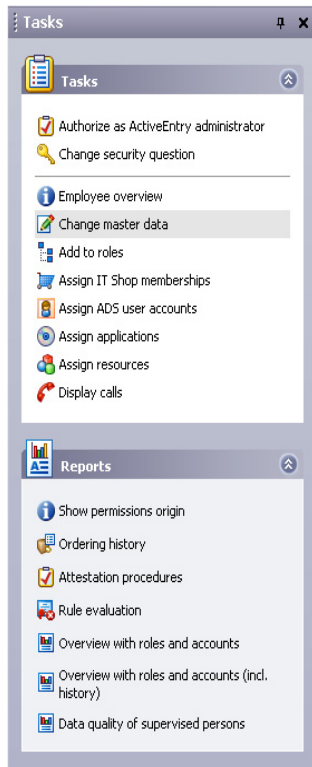 Tasks
Tasks
Authorize as ActiveEntry administrator
Change security question
Employee overview
Change master data
Add to roles
Assign IT Shop memberships
Assign ADS user accounts
Assign applications
Assign resources
Display calls
Reports
Show permissions origin
Ordering history
Attestation procedures
Rule evaluation
Overview with roles and accounts
Overview with roles and accounts (incl.
history)
Data quality of supervised persons